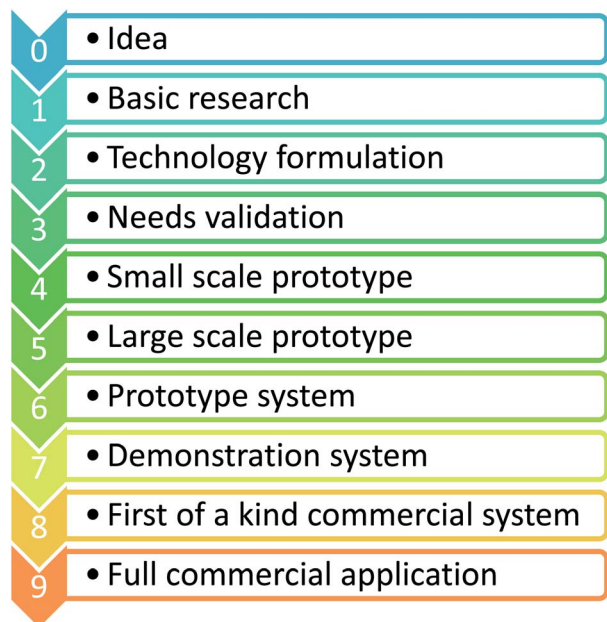 0 • Idea
1 • Basic research
2 • Technology formulation
3 • Needs validation
4 • Small scale prototype
5 • Large scale prototype
6 • Prototype system
7 • Demonstration system
8 • First of a kind commercial system
9 • Full commercial application